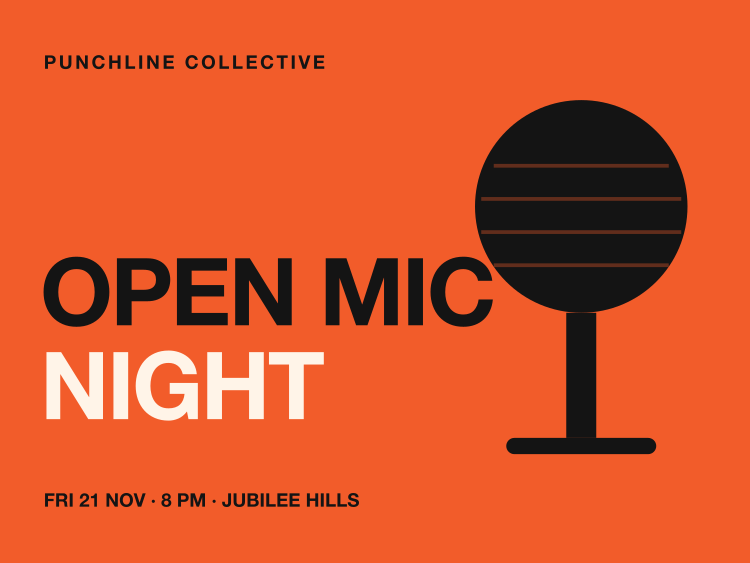 PUNCHLINE COLLECTIVE
OPEN MIC
NIGHT
FRI 21 NOV · 8 PM · JUBILEE HILLS